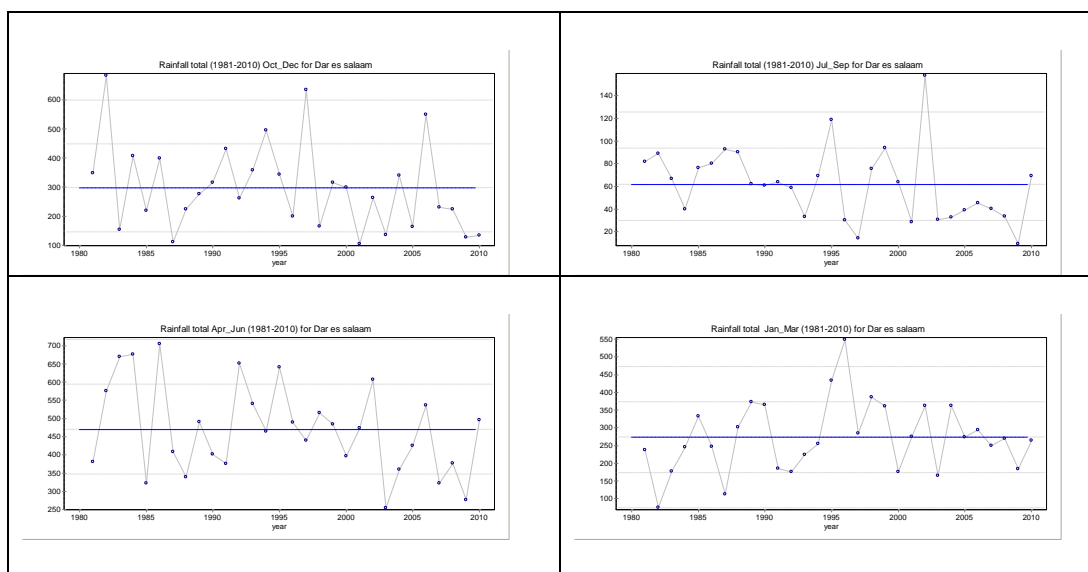 Rainfall total (1981-2010) Oct_Dec for Dar es salaam
600
500
400
300
200
100
1980 1985 1990 1995 2000 2005 2010
year
Rainfall total (1981-2010) Jul_Sep for Dar es salaam
140
120
100
80
60
40
20
1980 1985 1990 1995 2000 2005 2010
year
Rainfall total Apr_Jun (1981-2010) for Dar es salaam
700
650
600
550
500
450
400
350
300
250
1980 1985 1990 1995 2000 2005 2010
year
Rainfall total Jan_Mar (1981-2010) for Dar es salaam
550
500
450
400
350
300
250
200
150
100
1980 1985 1990 1995 2000 2005 2010
year